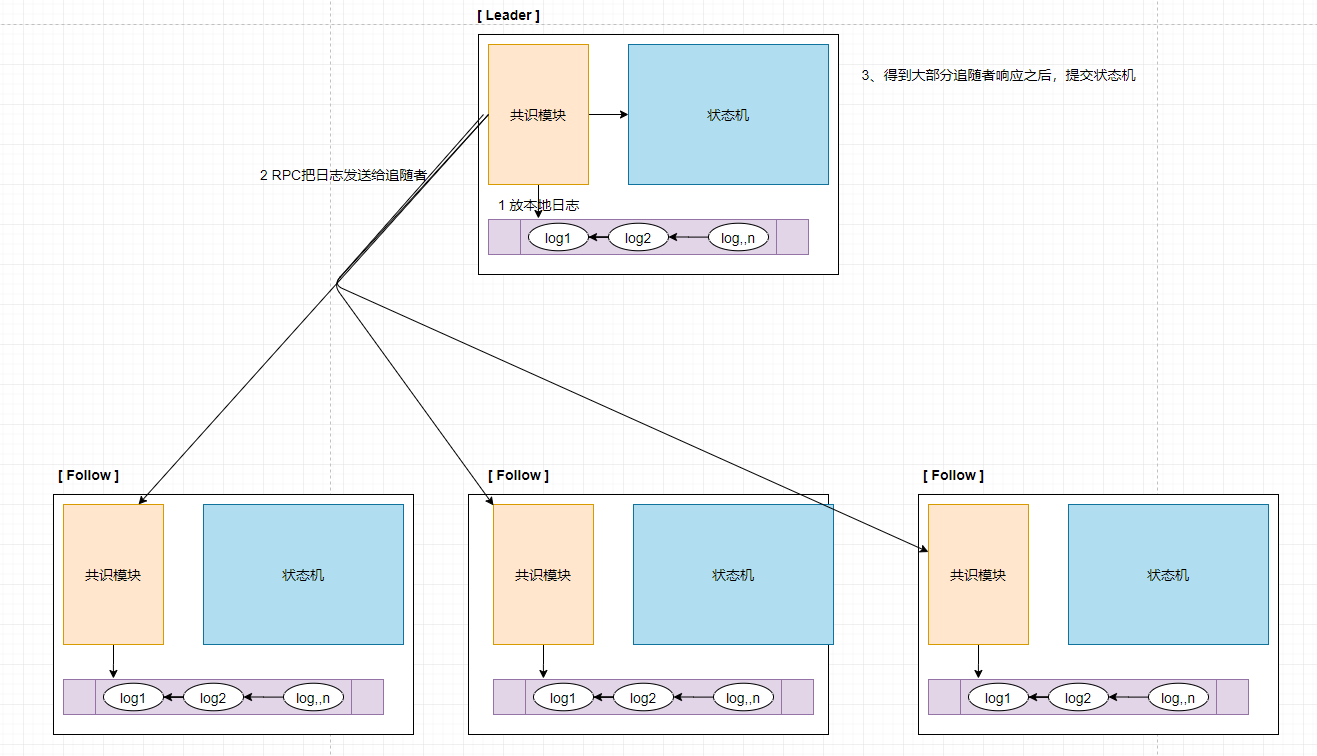 [ Leader ]
共识模块
状态机
3、得到大部分追随者响应之后，提交状态机
2 RPC把日志发送给追随者
1 放本地日志
log1
log2
log,,n
[ Follow ]
共识模块
状态机
log1
log2
log,,n
[ Follow ]
共识模块
状态机
log1
log2
log,,n
[ Follow ]
共识模块
状态机
log1
log2
log,,n